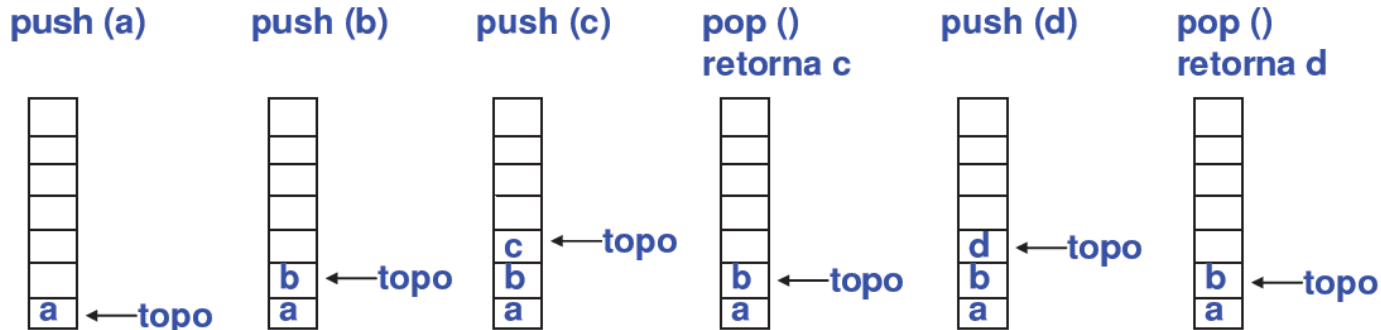 push (a)
push (b)
push (c)
pop ()
retorna c
push (d)
pop ()
retorna d
a
topo
b
a
topo
c
b
a
topo
b
a
topo
d
b
a
topo
b
a
topo